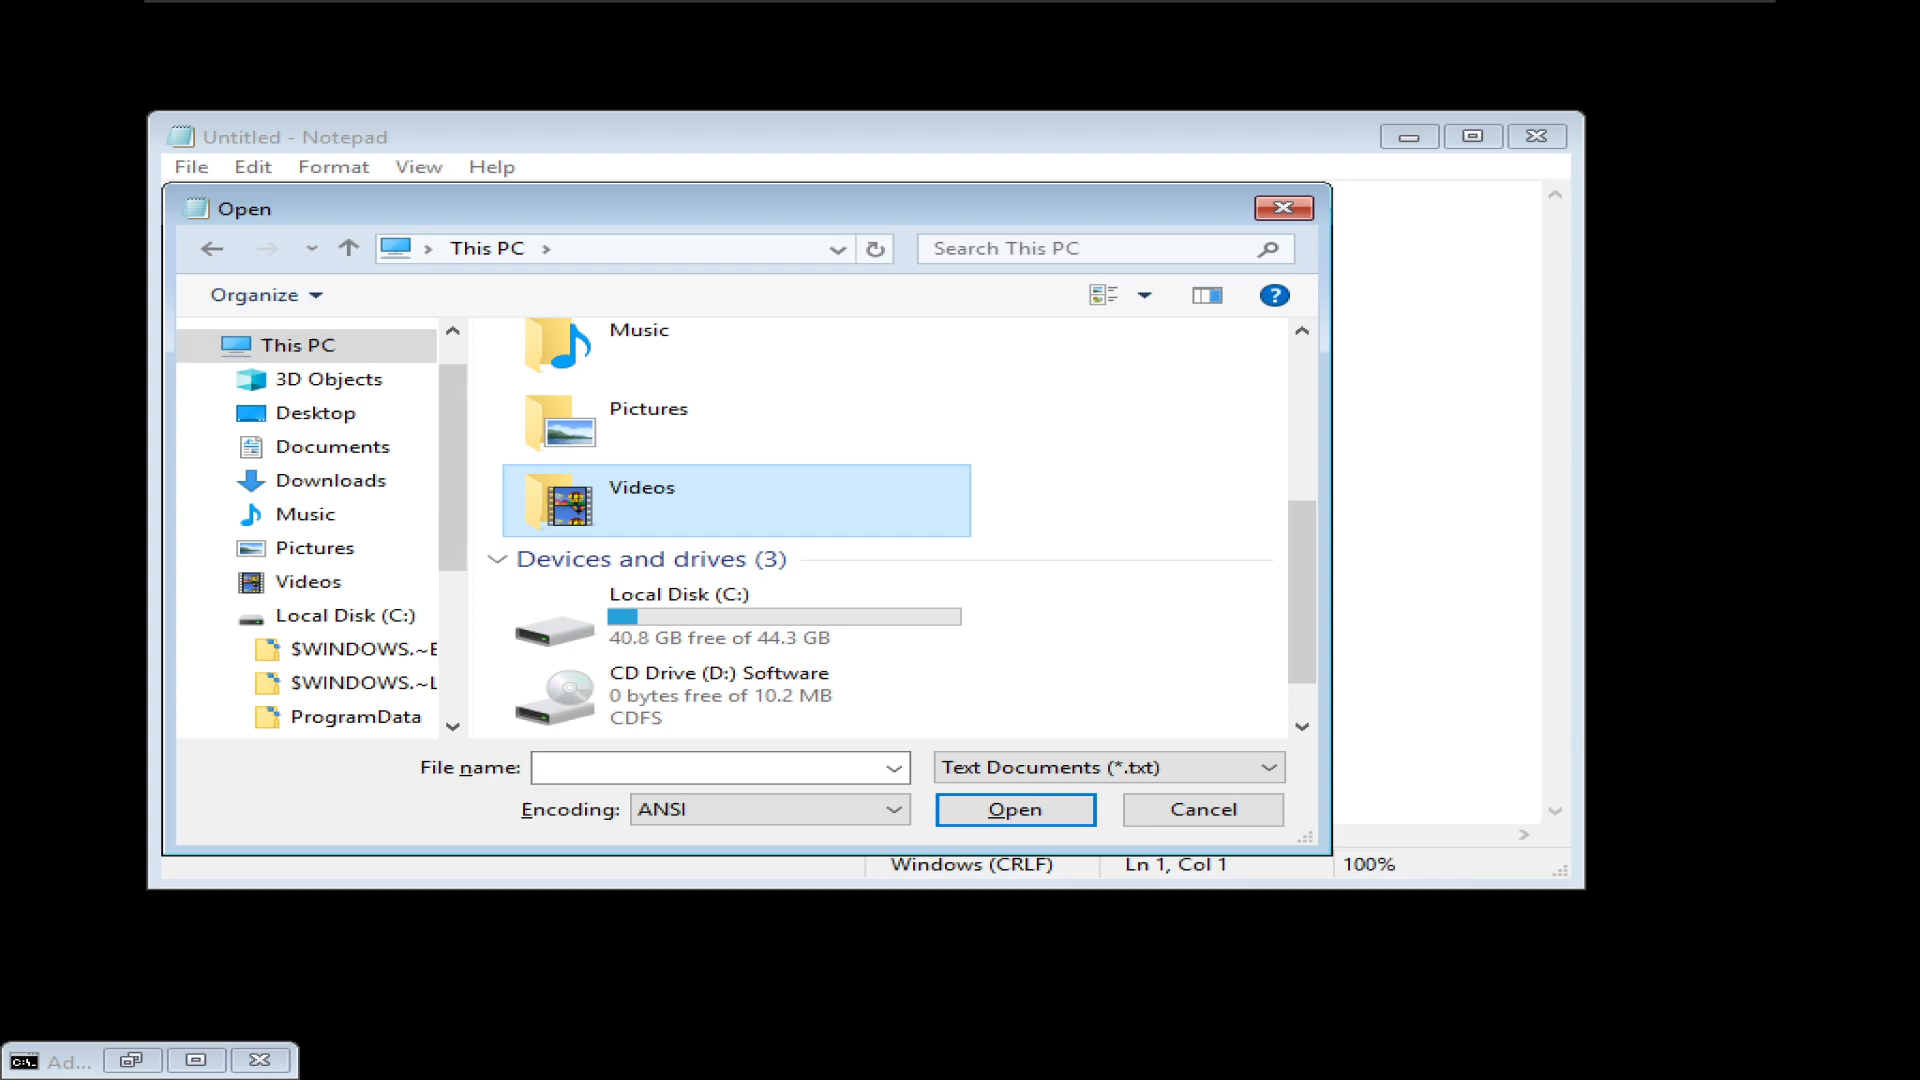 Untitled - Notepad
File Edit Format View Help
Open
This PC
Search This PC
Organize
This PC
3D Objects
Desktop
Documents
Downloads
Music
Pictures
Videos
Local Disk (C:)
$WINDOWS.~E
$WINDOWS.~L
ProgramData
Music
Pictures
Videos
Devices and drives (3)
Local Disk (C:)
40.8 GB free of 44.3 GB
CD Drive (D:) Software
0 bytes free of 10.2 MB
CDFS
File name:
Text Documents (*.txt)
Encoding: ANSI
Open Cancel
Windows (CRLF) Ln 1, Col 1 100%
C:\.
Ad...